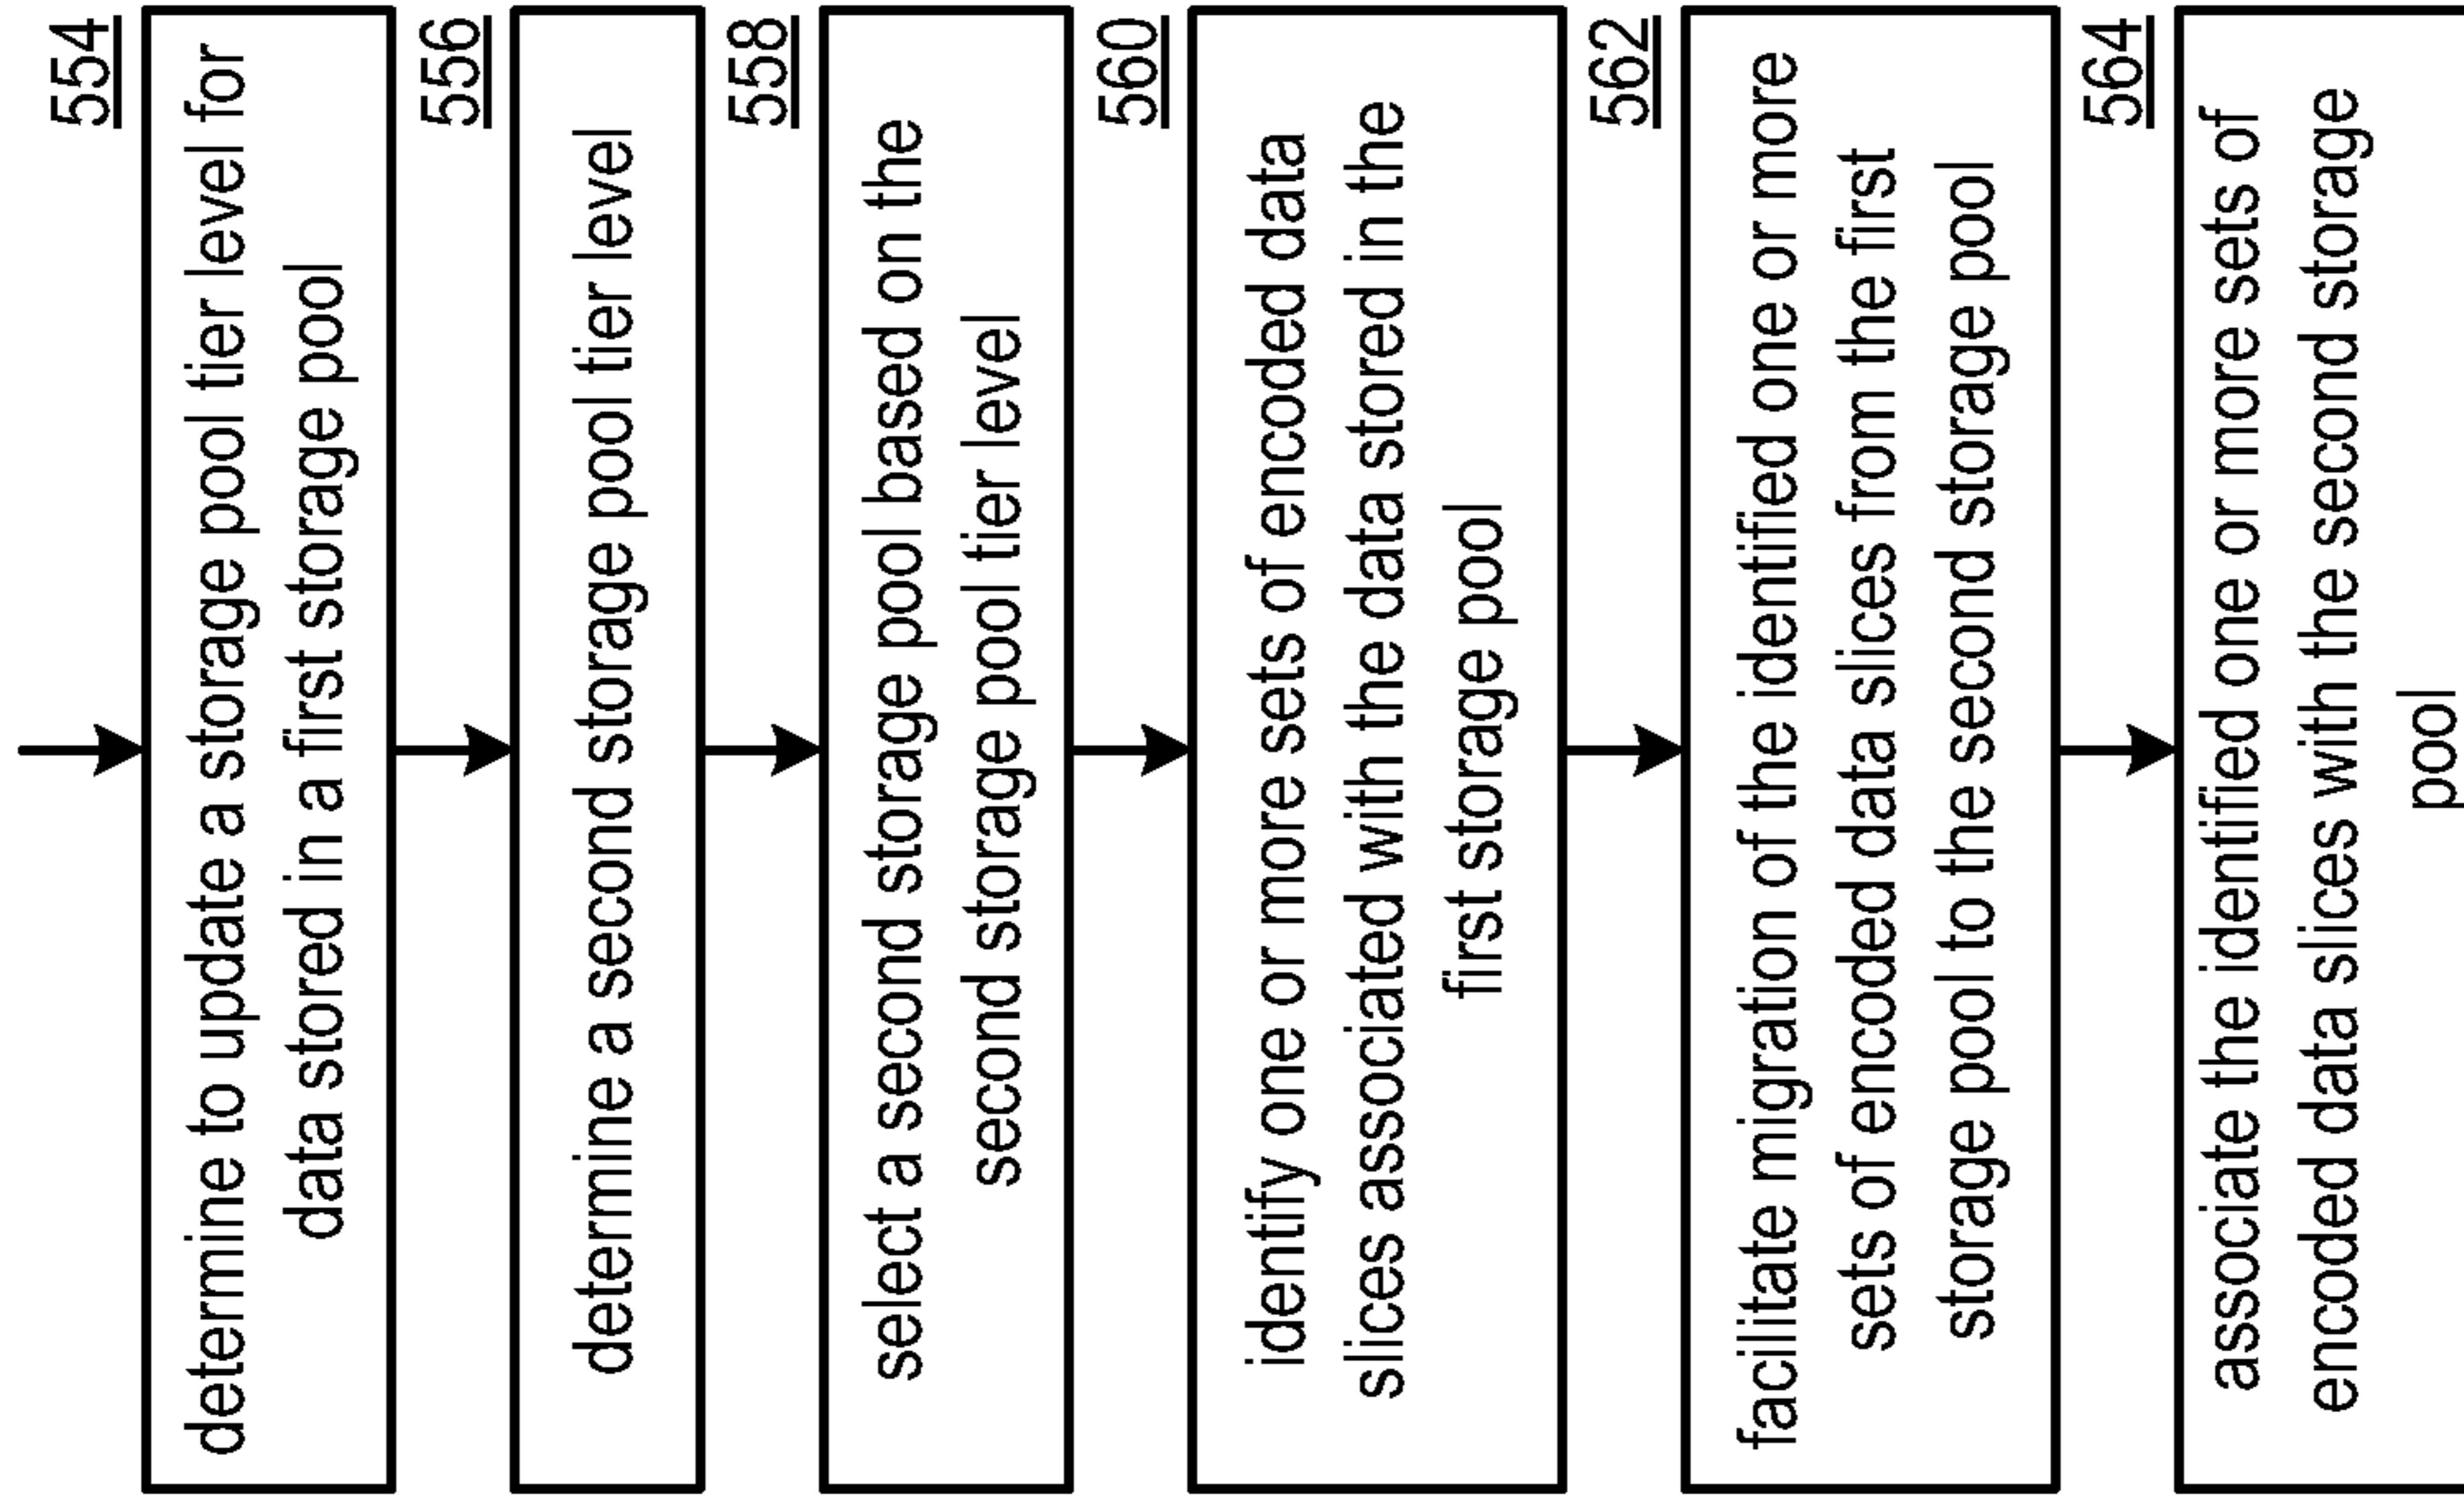 554
determine to update a storage pool tier level for
data stored in a first storage pool
556
determine a second storage pool tier level
558
select a second storage pool based on the
second storage pool tier level
560
identify one or more sets of encoded data
slices associated with the data stored in the
first storage pool
562
facilitate migration of the identified one or more
sets of encoded data slices from the first
storage pool to the second storage pool
564
associate the identified one or more sets of
encoded data slices with the second storage
pool